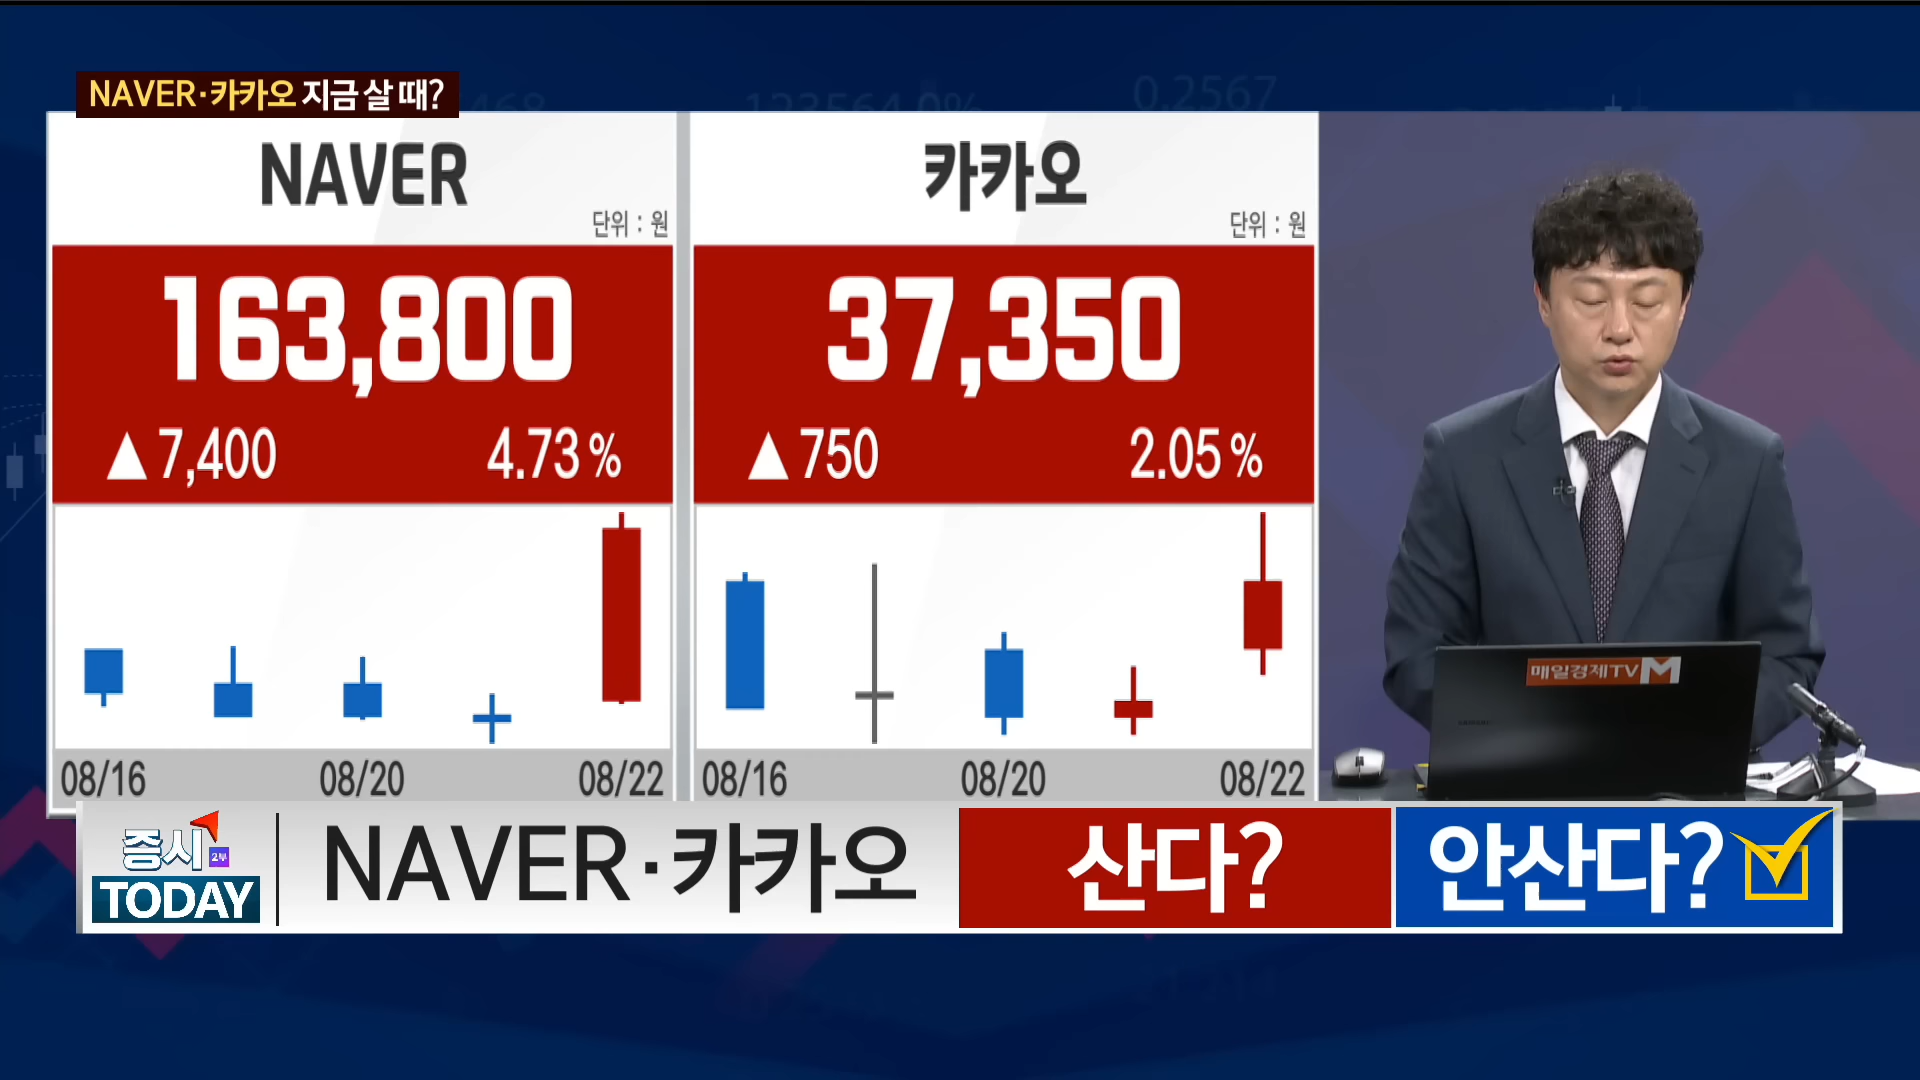 NAVER·카카오 지금 살 때?
NAVER
단위 : 원
163,800
▲7,400 4.73%
08/16 08/20 08/22
카카오
단위 : 원
37,350
▲750 2.05%
08/16 08/20 08/22
매일경제TV M
증시 2부
TODAY
NAVER·카카오 산다? 안산다?
0.2567